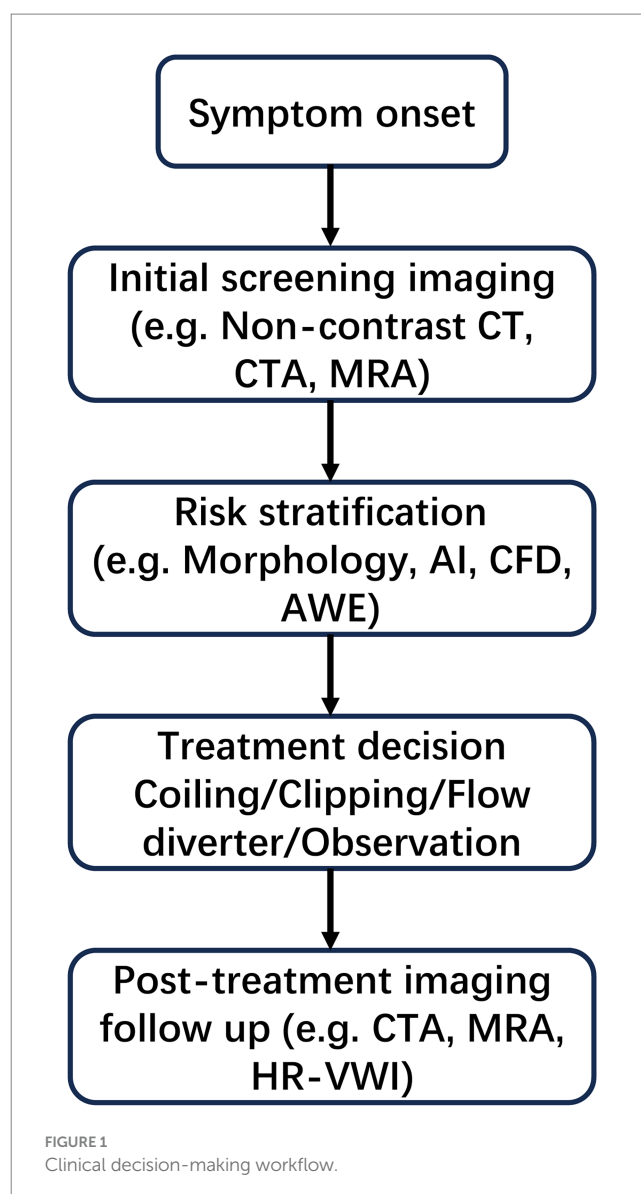 Symptom onset
Initial screening imaging
(e.g. Non-contrast CT,
CTA, MRA)
Risk stratification
(e.g. Morphology, AI, CFD,
AWE)
Treatment decision
Coiling/Clipping/Flow
diverter/Observation
Post-treatment imaging
follow up (e.g. CTA, MRA,
HR-VWI)
FIGURE 1
Clinical decision-making workflow.